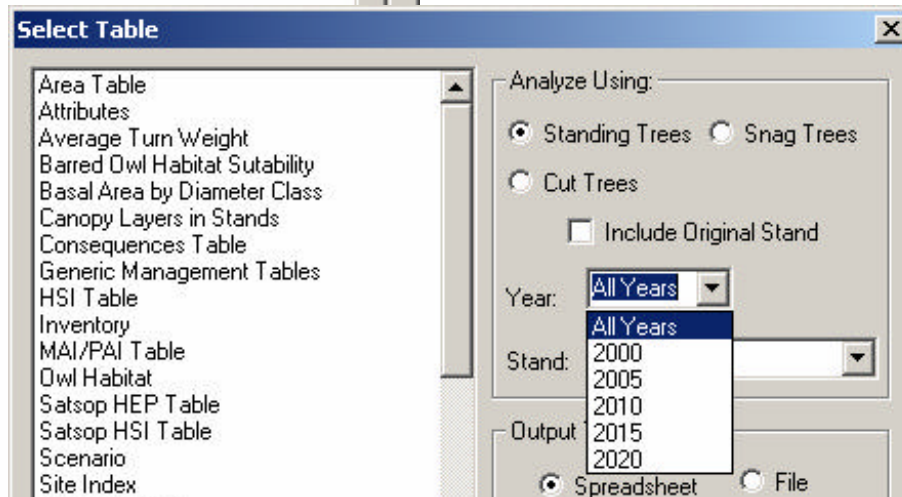 Select Table
Area Table
Attributes
Average Turn Weight
Barred Owl Habitat Sutability
Basal Area by Diameter Class
Canopy Layers in Stands
Consequences Table
Generic Management Tables
HSI Table
Inventory
MAI/PAI Table
Owl Habitat
Satsop HEP Table
Satsop HSI Table
Scenario
Site Index
Analyze Using:
Standing Trees Snag Trees
Cut Trees
Include Original Stand
Year: All Years
All Years
2000
Stand:
2005
2010
Output
2015
2020
Spreadsheet File